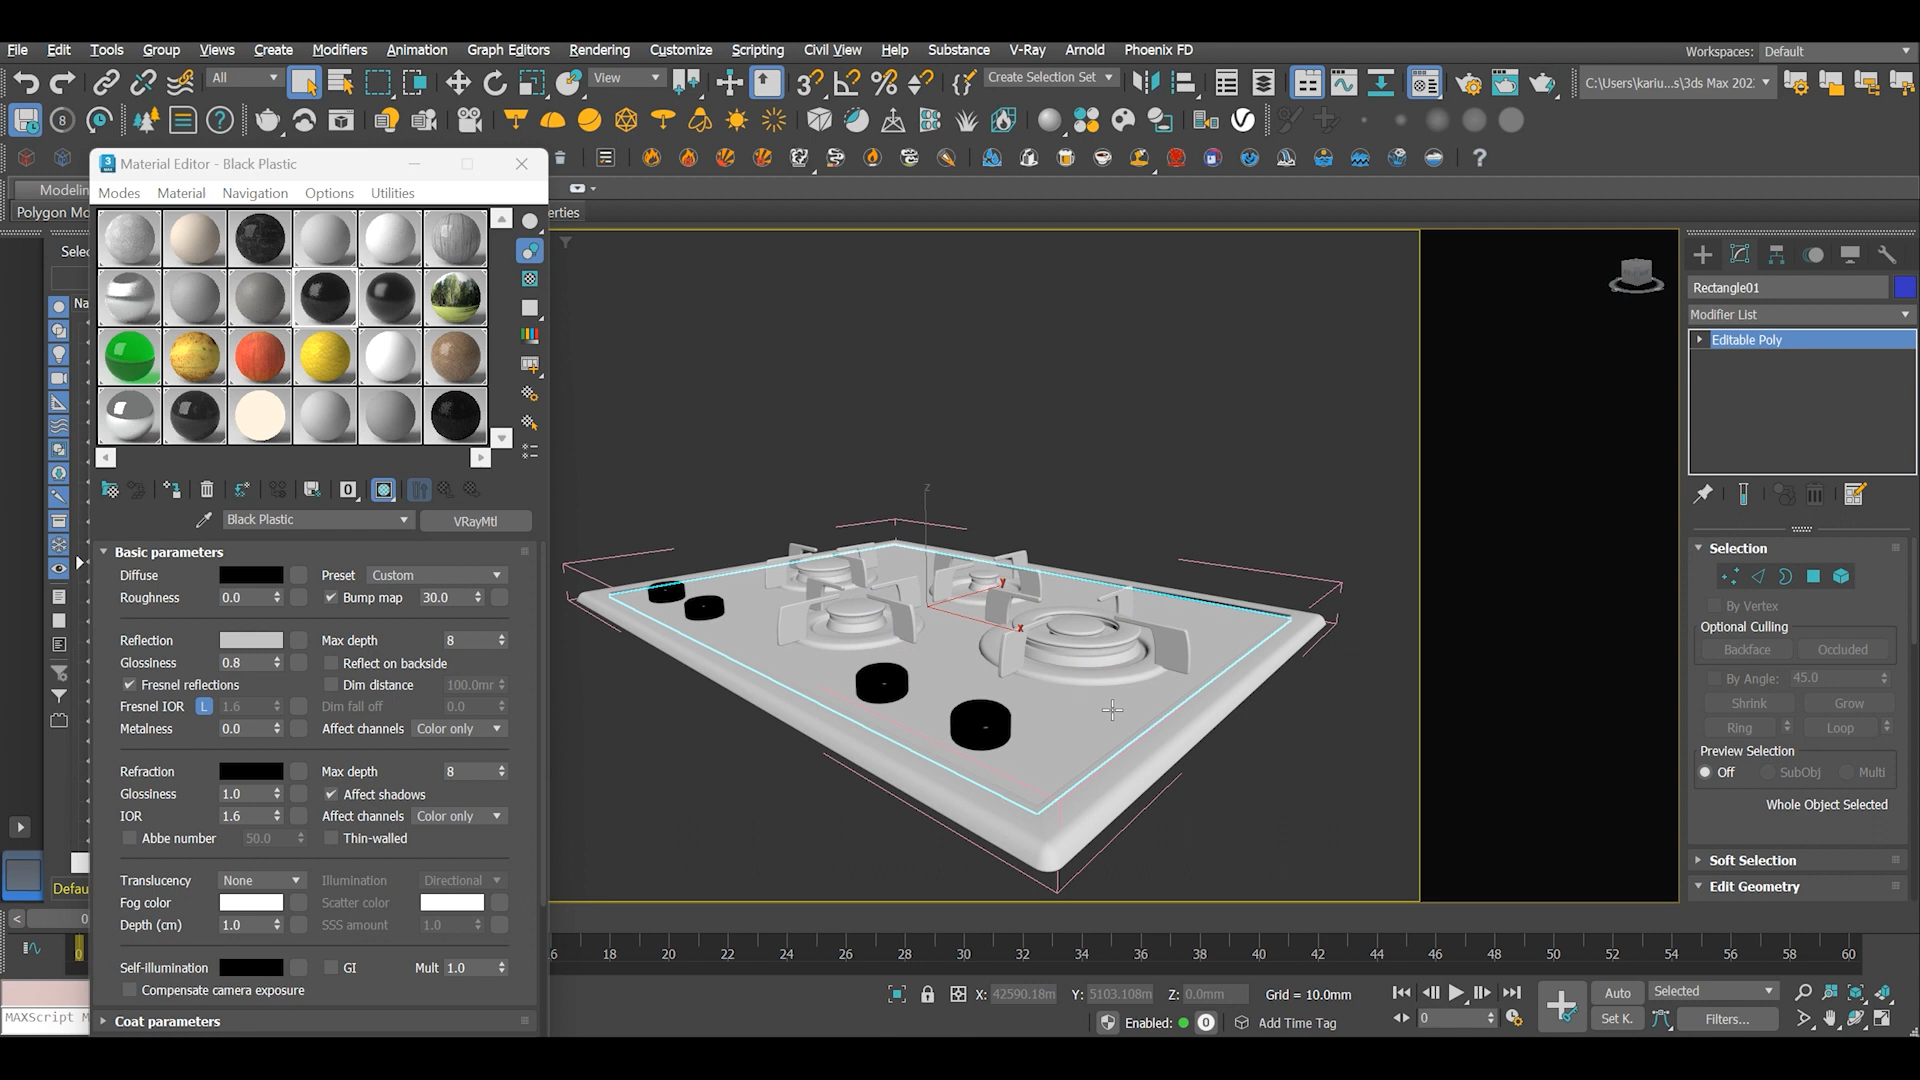 File Edit Tools Group Views Create Modifiers Animation Graph Editors Rendering Customize Scripting Civil View Help Substance V-Ray Arnold Phoenix FD Workspaces: Default
All View Create Selection Set C:\Users\kariu...s\3ds Max 202
8
Material Editor - Black Plastic
Modelin
Modes Material Navigation Options Utilities
Polygon Mo erties
Selec
Na
Rectangle01
Modifier List
Editable Poly
Black Plastic VRayMtl
Basic parameters
Diffuse Preset Custom
Roughness 0.0 Bump map 30.0
Reflection Max depth 8
Glossiness 0.8 Reflect on backside
Fresnel reflections Dim distance 100.0mr
Fresnel IOR L 1.6 Dim fall off 0.0
Metalness 0.0 Affect channels Color only
Refraction Max depth 8
Glossiness 1.0 Affect shadows
IOR 1.6 Affect channels Color only
Abbe number 50.0 Thin-walled
Translucency None Illumination Directional
Fog color Scatter color
Depth (cm) 1.0 SSS amount 1.0
Self-illumination GI Mult 1.0
Compensate camera exposure
Coat parameters
z
y
x
Selection
By Vertex
Optional Culling
Backface Occluded
By Angle: 45.0
Shrink Grow
Ring Loop
Preview Selection
Off SubObj Multi
Whole Object Selected
Soft Selection
Edit Geometry
Defau
< 0
0 6 18 20 22 24 26 28 30 32 34 36 38 40 42 44 46 48 50 52 54 56 58 60
X: 42590.18m Y: 5103.108m Z: 0.0mm Grid = 10.0mm Auto Selected
MAXScript M Enabled: 0 Add Time Tag 0 Set K. Filters...